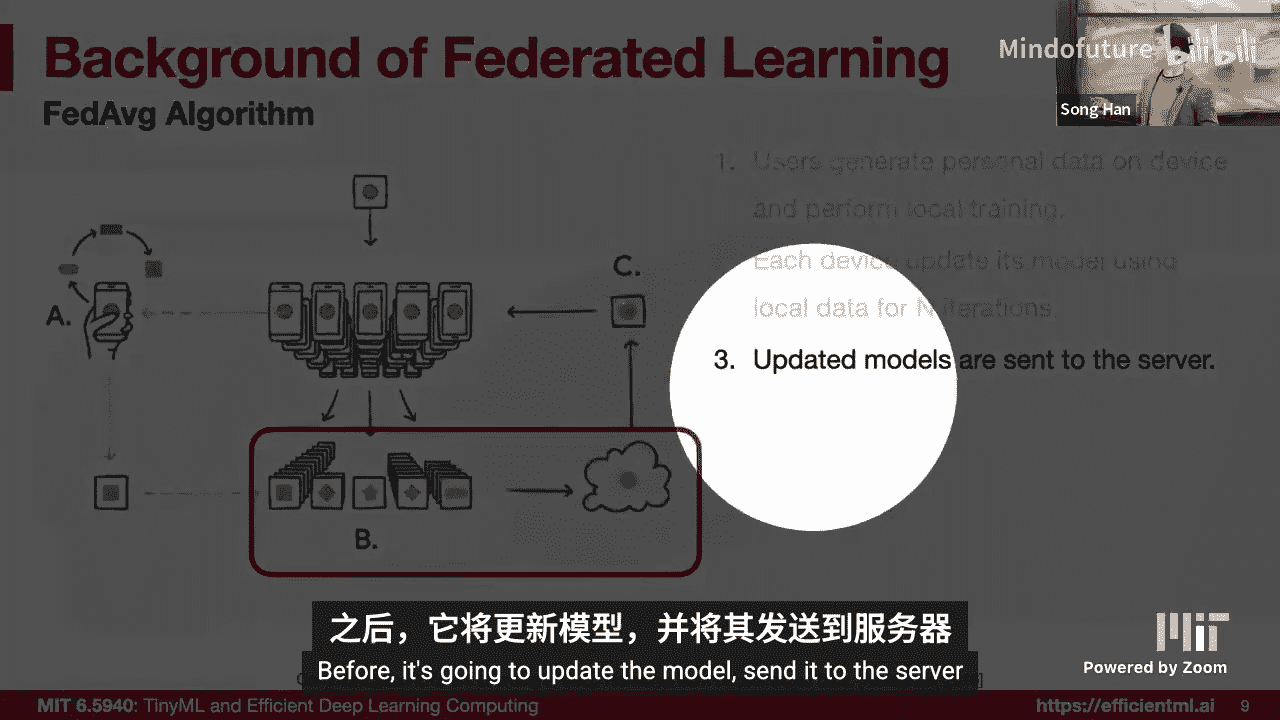 Background of Federated Learning
Mindofuture bilibili
FedAvg Algorithm
Song Han
1. Users generate personal data on device
and perform local training.
Each device update its model using
local data for N iterations.
3. Updated models are sent to the server.
A.
C.
B.
之后，它将更新模型，并将其发送到服务器
Before, it's going to update the model, send it to the server
MIT
Powered by Zoom
MIT 6.5940: TinyML and Efficient Deep Learning Computing
https://efficientml.ai 9